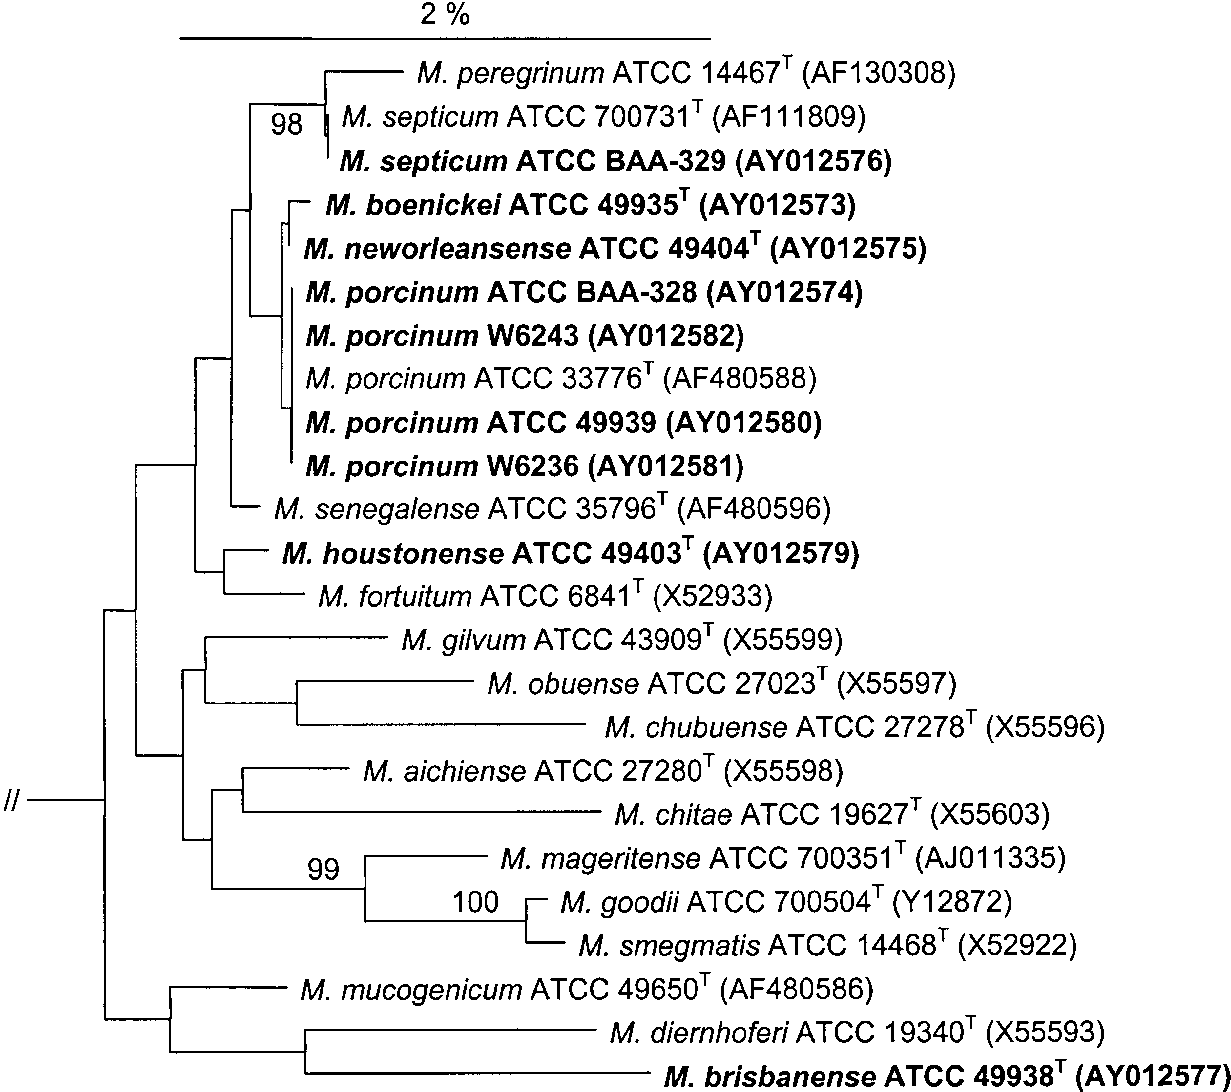 2 %
M. peregrinum ATCC 14467ᵀ (AF130308)
98
M. septicum ATCC 700731ᵀ (AF111809)
M. septicum ATCC BAA-329 (AY012576)
M. boenickei ATCC 49935ᵀ (AY012573)
M. neworleansense ATCC 49404ᵀ (AY012575)
M. porcinum ATCC BAA-328 (AY012574)
M. porcinum W6243 (AY012582)
M. porcinum ATCC 33776ᵀ (AF480588)
M. porcinum ATCC 49939 (AY012580)
M. porcinum W6236 (AY012581)
M. senegalense ATCC 35796ᵀ (AF480596)
M. houstonense ATCC 49403ᵀ (AY012579)
M. fortuitum ATCC 6841ᵀ (X52933)
M. gilvum ATCC 43909ᵀ (X55599)
M. obuense ATCC 27023ᵀ (X55597)
M. chubuense ATCC 27278ᵀ (X55596)
M. aichiense ATCC 27280ᵀ (X55598)
//
M. chitae ATCC 19627ᵀ (X55603)
M. mageritense ATCC 700351ᵀ (AJ011335)
99
100
M. goodii ATCC 700504ᵀ (Y12872)
M. smegmatis ATCC 14468ᵀ (X52922)
M. mucogenicum ATCC 49650ᵀ (AF480586)
M. diernhoferi ATCC 19340ᵀ (X55593)
M. brisbanense ATCC 49938ᵀ (AY012577)